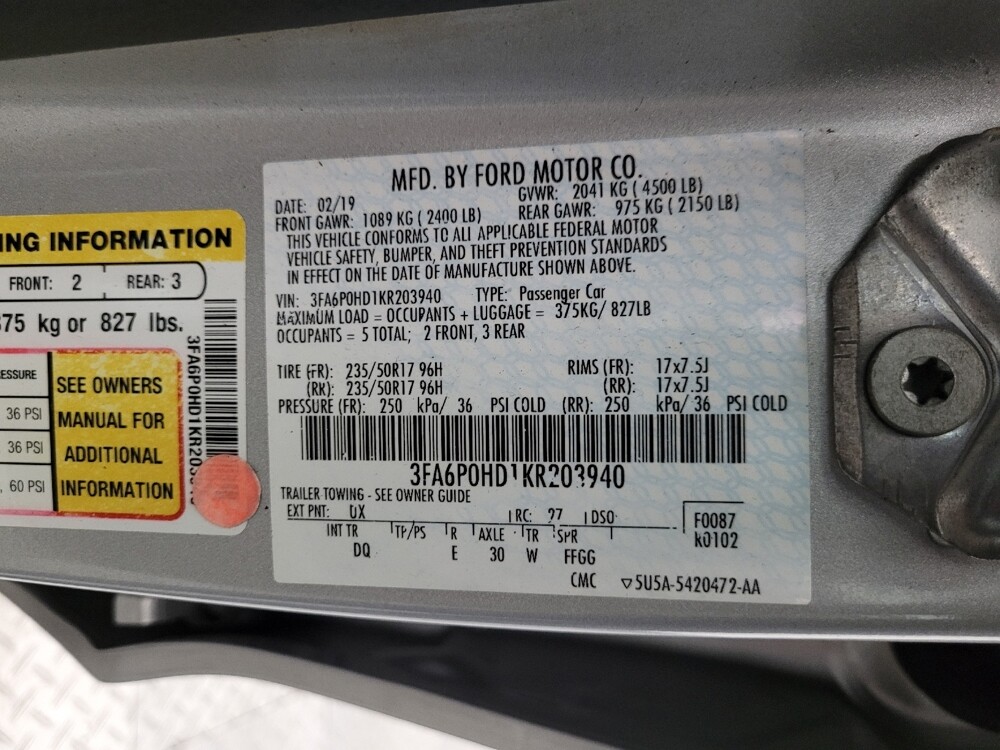 ING INFORMATION
FRONT: 2 REAR: 3
375 kg or 827 lbs.
ESSURE
36 PSI
36 PSI
, 60 PSI
SEE OWNERS
MANUAL FOR
ADDITIONAL
INFORMATION
3FA6P0HD1KR203940
MFD. BY FORD MOTOR CO.
DATE: 02/19 GVWR: 2041 KG ( 4500 LB)
FRONT GAWR: 1089 KG ( 2400 LB) REAR GAWR: 975 KG ( 2150 LB)
THIS VEHICLE CONFORMS TO ALL APPLICABLE FEDERAL MOTOR
VEHICLE SAFETY, BUMPER, AND THEFT PREVENTION STANDARDS
IN EFFECT ON THE DATE OF MANUFACTURE SHOWN ABOVE.
VIN: 3FA6P0HD1KR203940 TYPE: Passenger Car
MAXIMUM LOAD = OCCUPANTS + LUGGAGE = 375KG/ 827LB
OCCUPANTS = 5 TOTAL; 2 FRONT, 3 REAR
TIRE (FR): 235/50R17 96H RIMS (FR): 17x7.5J
(RR): 235/50R17 96H (RR): 17x7.5J
PRESSURE (FR): 250 kPa/ 36 PSI COLD (RR): 250 kPa/ 36 PSI COLD
3FA6P0HD1KR203940
TRAILER TOWING - SEE OWNER GUIDE
EXT PNT: UX RC: 97 DSO
F0087
k0102
INT TR TP/PS R AXLE TR SPR
DQ E 30 W FFGG
CMC ▽5U5A-5420472-AA